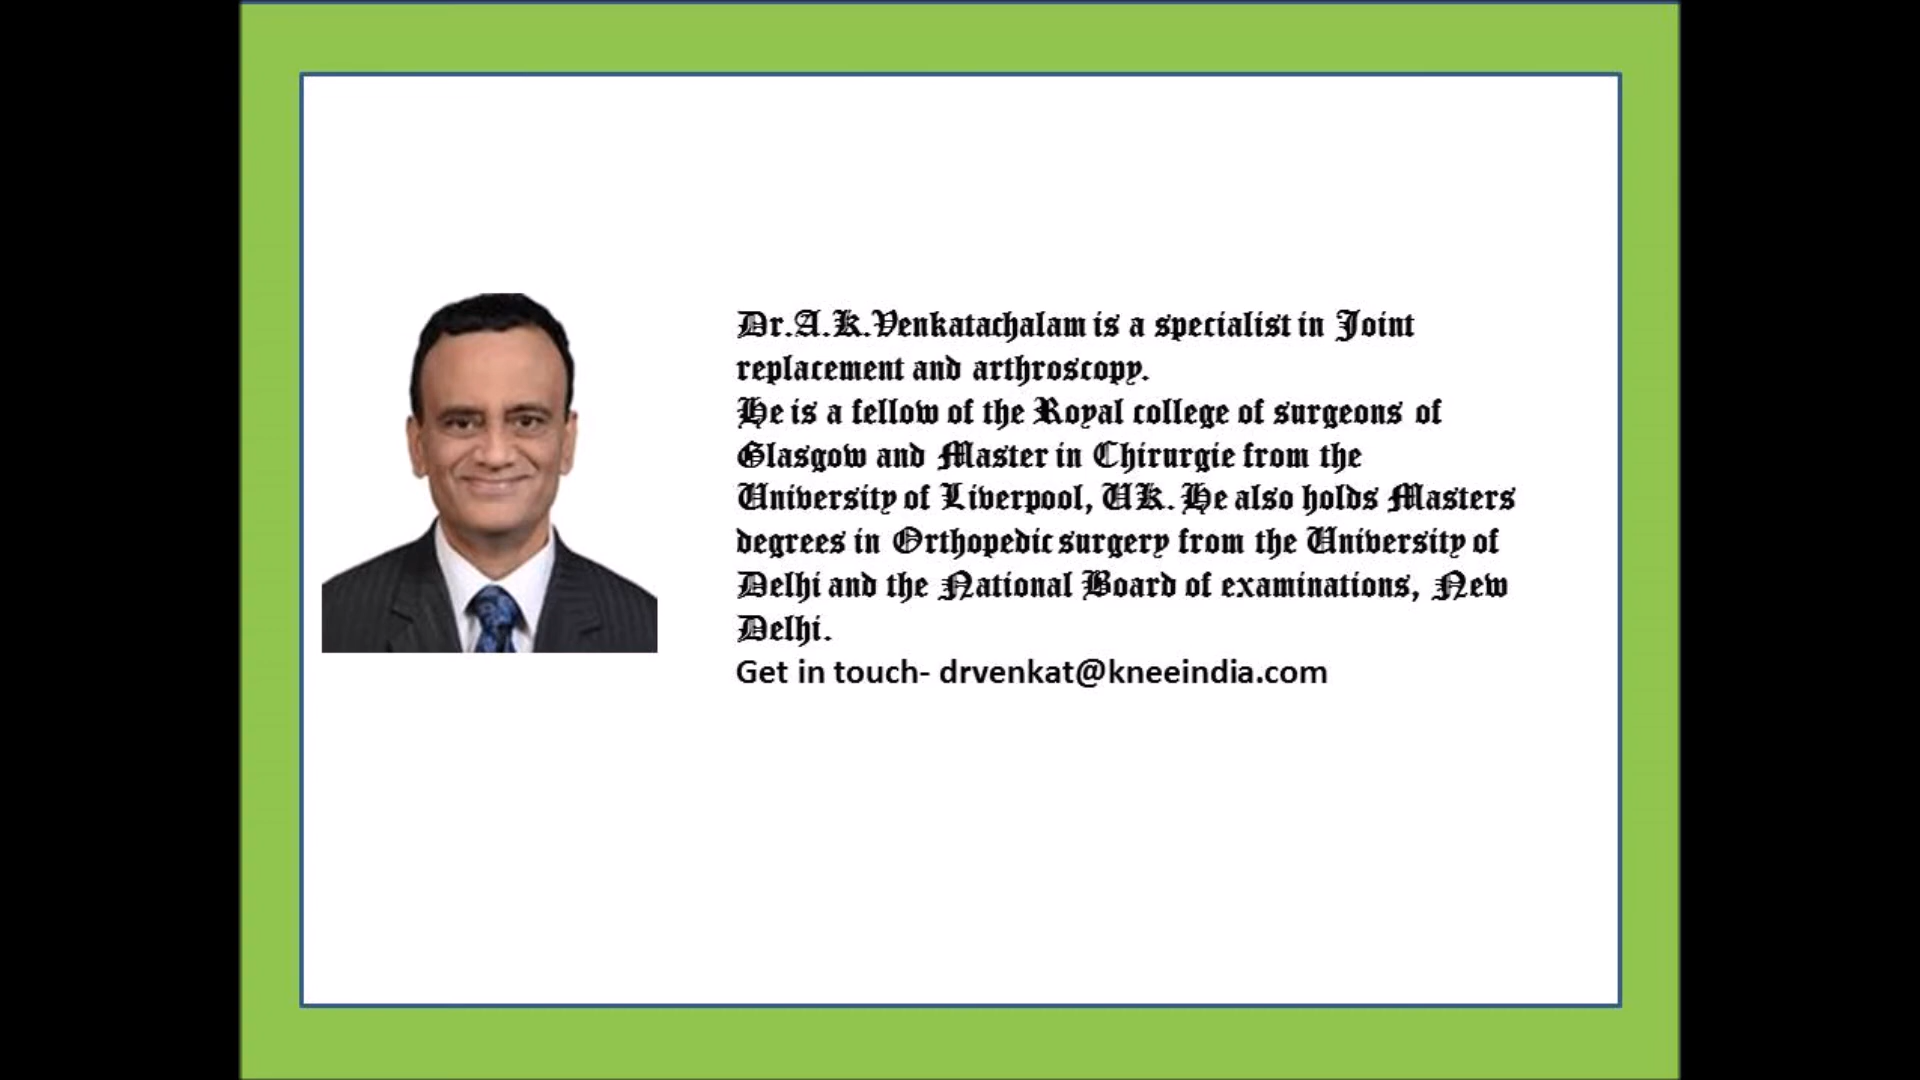 Dr.A.K.Venkatachalam is a specialist in Joint
replacement and arthroscopy.
He is a fellow of the Royal college of surgeons of
Glasgow and Master in Chirurgie from the
University of Liverpool, UK. He also holds Masters
degrees in Orthopedic surgery from the University of
Delhi and the National Board of examinations, New
Delhi.
Get in touch- drvenkat@kneeindia.com